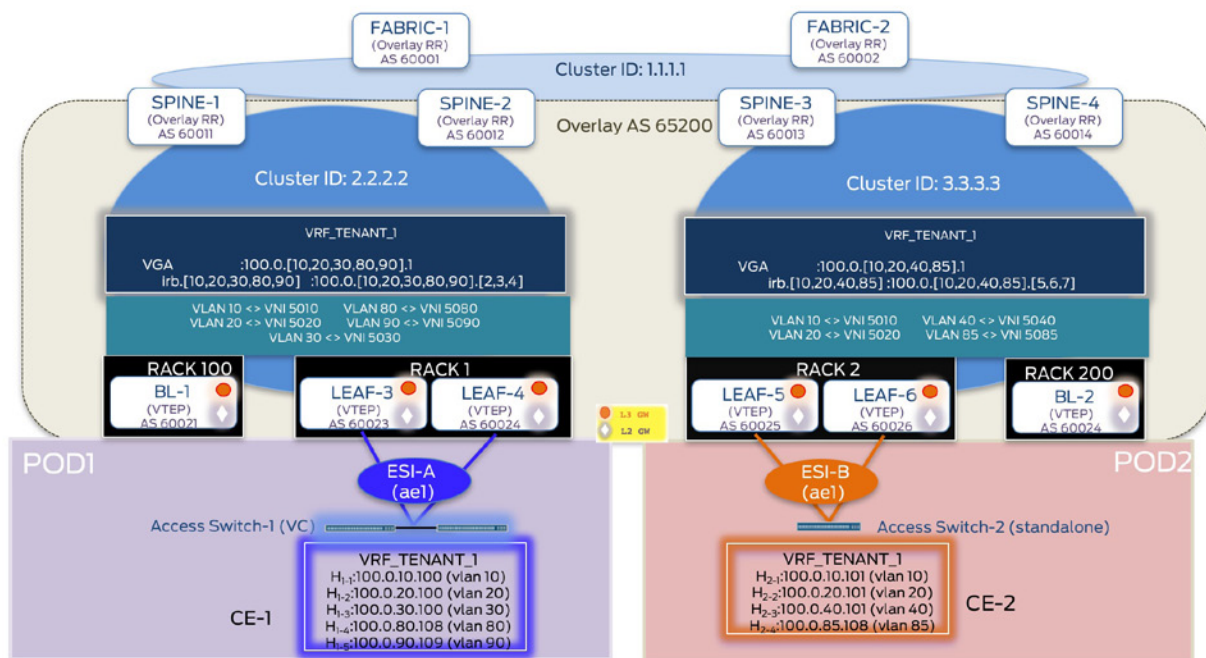 FABRIC-1
(Overlay RR)
AS 60001
FABRIC-2
(Overlay RR)
AS 60002
Cluster ID: 1.1.1.1
SPINE-1
(Overlay RR)
AS 60011
SPINE-2
(Overlay RR)
AS 60012
Overlay AS 65200
SPINE-3
(Overlay RR)
AS 60013
SPINE-4
(Overlay RR)
AS 60014
Cluster ID: 2.2.2.2
Cluster ID: 3.3.3.3
VRF_TENANT_1
VGA :100.0.[10,20,30,80,90].1
irb.[10,20,30,80,90] :100.0.[10,20,30,80,90].[2,3,4]
VLAN 10 <> VNI 5010 VLAN 80 <> VNI 5080
VLAN 20 <> VNI 5020 VLAN 90 <> VNI 5090
VLAN 30 <> VNI 5030
VRF_TENANT_1
VGA :100.0.[10,20,40,85].1
irb.[10,20,40,85] :100.0.[10,20,40,85].[5,6,7]
VLAN 10 <> VNI 5010 VLAN 40 <> VNI 5040
VLAN 20 <> VNI 5020 VLAN 85 <> VNI 5085
RACK 100
BL-1
(VTEP)
AS 60021
RACK 1
LEAF-3
(VTEP)
AS 60023
LEAF-4
(VTEP)
AS 60024
L3 GW
L2 GW
RACK 2
LEAF-5
(VTEP)
AS 60025
LEAF-6
(VTEP)
AS 60026
RACK 200
BL-2
(VTEP)
AS 60024
POD1
ESI-A
(ae1)
Access Switch-1 (VC)
VRF_TENANT_1
H1-1:100.0.10.100 (vlan 10)
H1-2:100.0.20.100 (vlan 20)
H1-3:100.0.30.100 (vlan 30)
H1-4:100.0.80.108 (vlan 80)
H1-5:100.0.90.109 (vlan 90)
CE-1
POD2
ESI-B
(ae1)
Access Switch-2 (standalone)
VRF_TENANT_1
H2-1:100.0.10.101 (vlan 10)
H2-2:100.0.20.101 (vlan 20)
H2-3:100.0.40.101 (vlan 40)
H2-4:100.0.85.108 (vlan 85)
CE-2